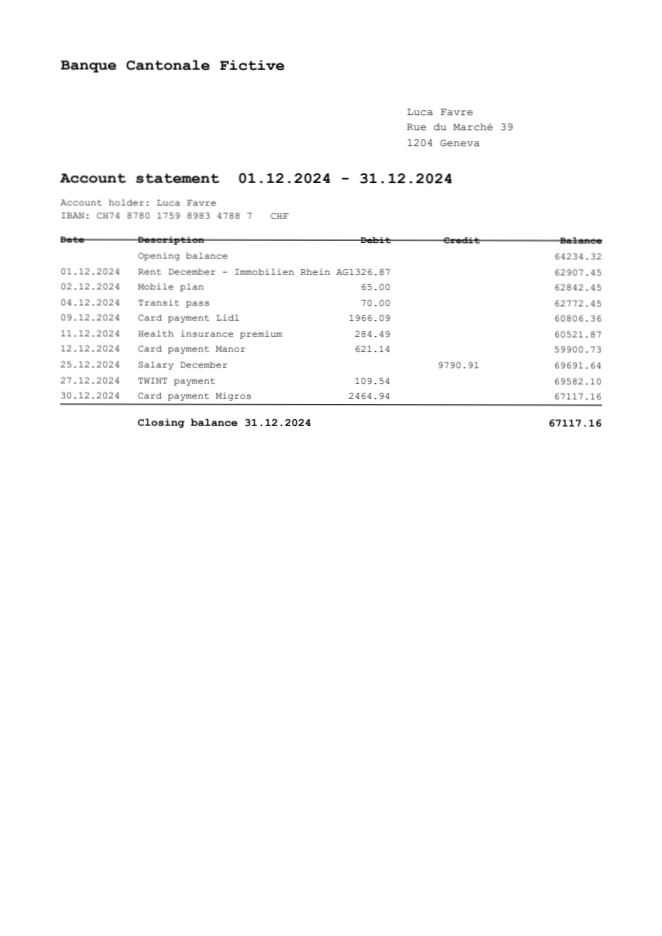 Banque Cantonale Fictive
Luca Favre
Rue du Marché 39
1204 Geneva
Account statement 01.12.2024 - 31.12.2024
Account holder: Luca Favre
IBAN: CH74 8780 1759 8983 4788 7 CHF
Date Description Debit Credit Balance
Opening balance 64234.32
01.12.2024 Rent December - Immobilien Rhein AG1326.87 62907.45
02.12.2024 Mobile plan 65.00 62842.45
04.12.2024 Transit pass 70.00 62772.45
09.12.2024 Card payment Lidl 1966.09 60806.36
11.12.2024 Health insurance premium 284.49 60521.87
12.12.2024 Card payment Manor 621.14 59900.73
25.12.2024 Salary December 9790.91 69691.64
27.12.2024 TWINT payment 109.54 69582.10
30.12.2024 Card payment Migros 2464.94 67117.16
Closing balance 31.12.2024 67117.16